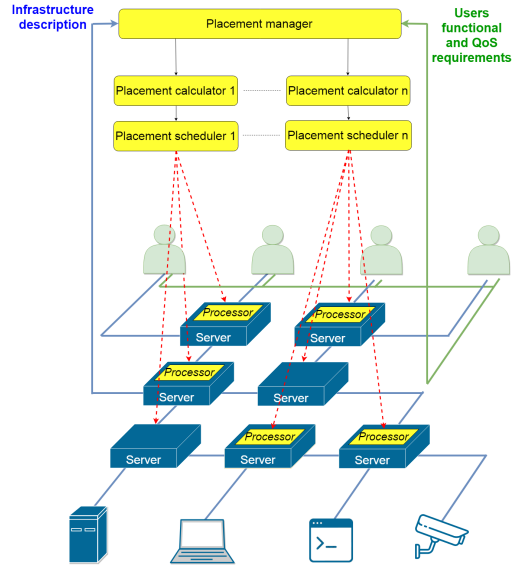 Infrastructure
description
Placement manager
Users
functional
and QoS
requirements
Placement calculator 1
Placement calculator n
Placement scheduler 1
Placement scheduler n
Processor
Server
Processor
Server
Processor
Server
Server
Server
Processor
Server
Processor
Server
>_